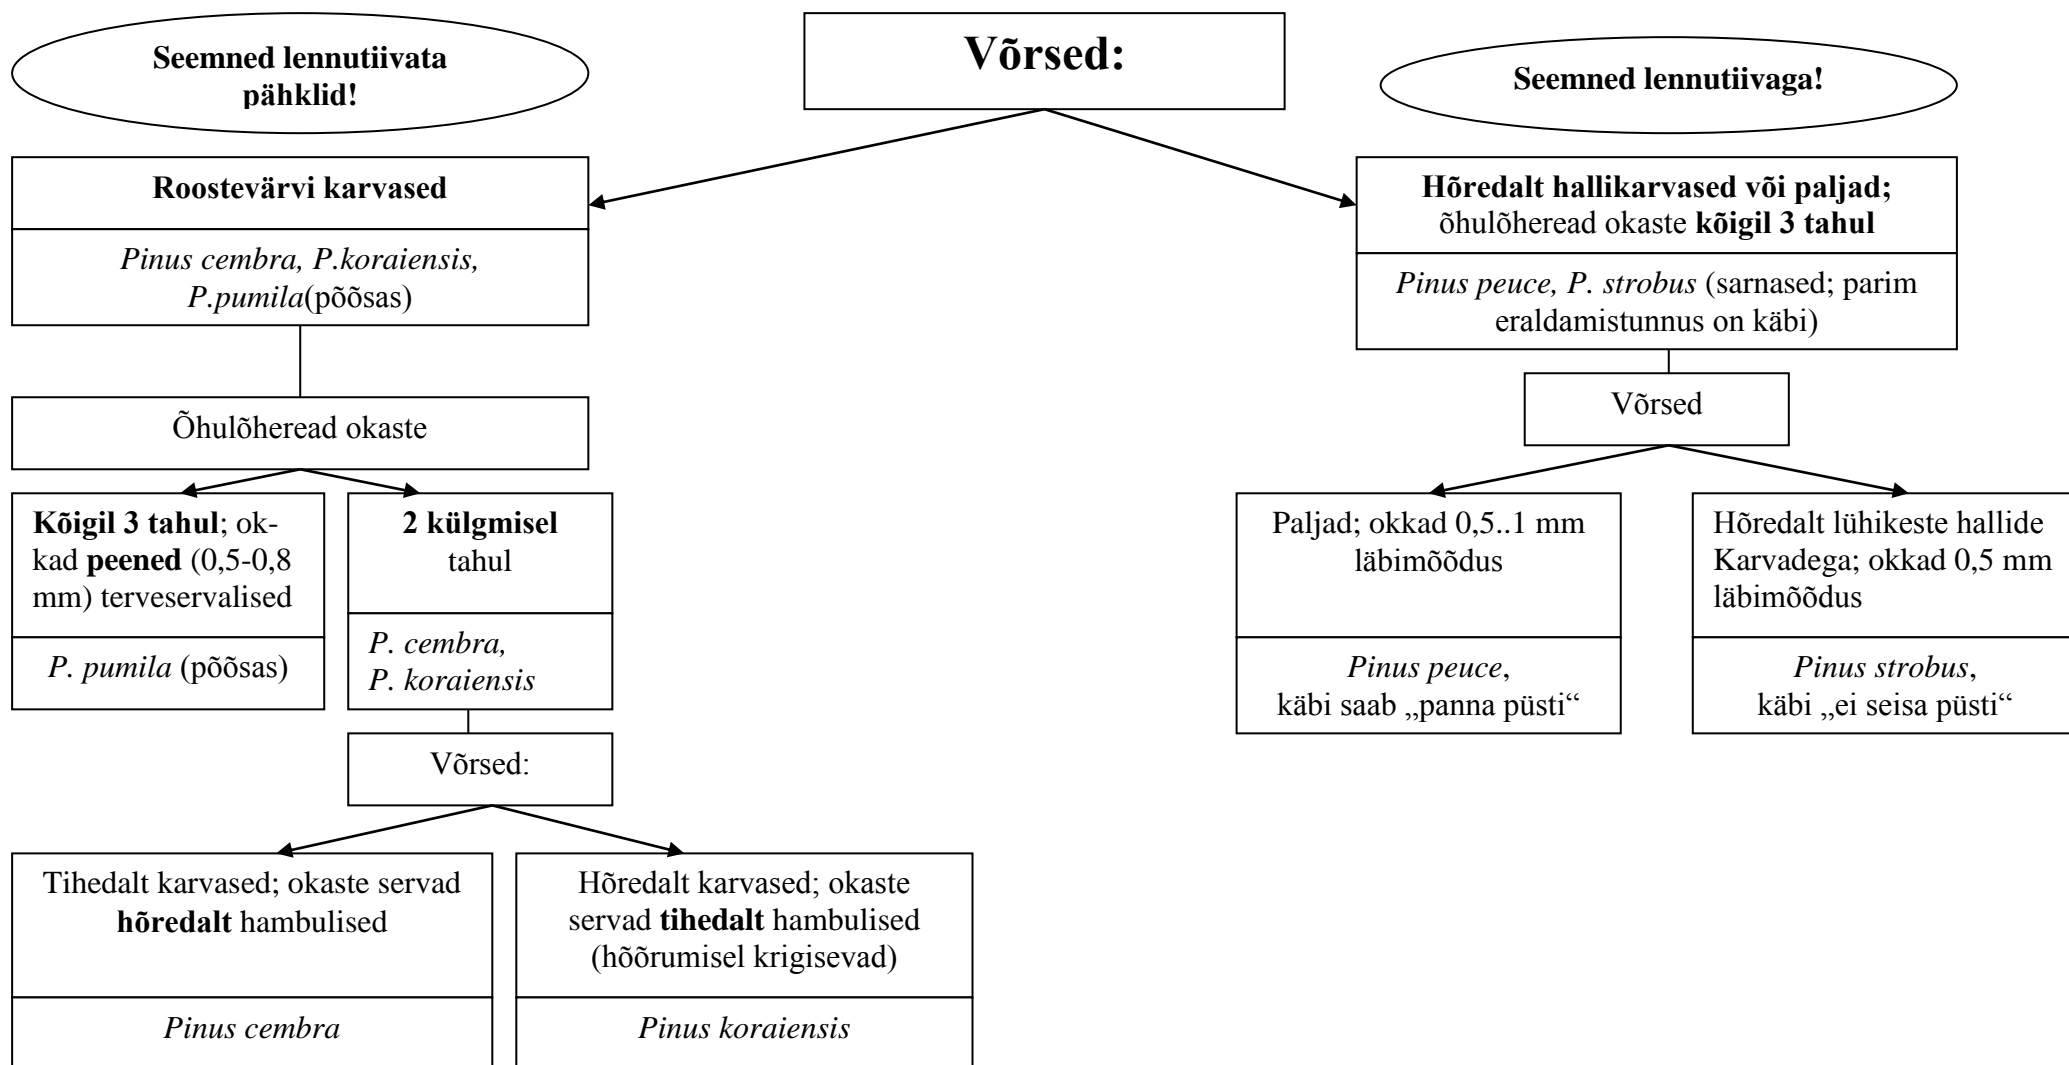 Seemned lennutiivata
pähklid!
Võrsed:
Seemned lennutiivaga!
Roostevärvi karvased
Pinus cembra, P.koraiensis,
P.pumila(põõsas)
Hõredalt hallikarvased või paljad;
õhulõheread okaste kõigil 3 tahul
Pinus peuce, P. strobus (sarnased; parim
eraldamistunnus on käbi)
Õhulõheread okaste
Võrsed
Kõigil 3 tahul; ok-
kad peened (0,5-0,8
mm) terveservalised
P. pumila (põõsas)
2 külgmisel
tahul
P. cembra,
P. koraiensis
Paljad; okkad 0,5..1 mm
läbimõõdus
Pinus peuce,
käbi saab „panna püsti“
Hõredalt lühikeste hallide
Karvadega; okkad 0,5 mm
läbimõõdus
Pinus strobus,
käbi „ei seisa püsti“
Võrsed:
Tihedalt karvased; okaste servad
hõredalt hambulised
Pinus cembra
Hõredalt karvased; okaste
servad tihedalt hambulised
(hõõrumisel krigisevad)
Pinus koraiensis